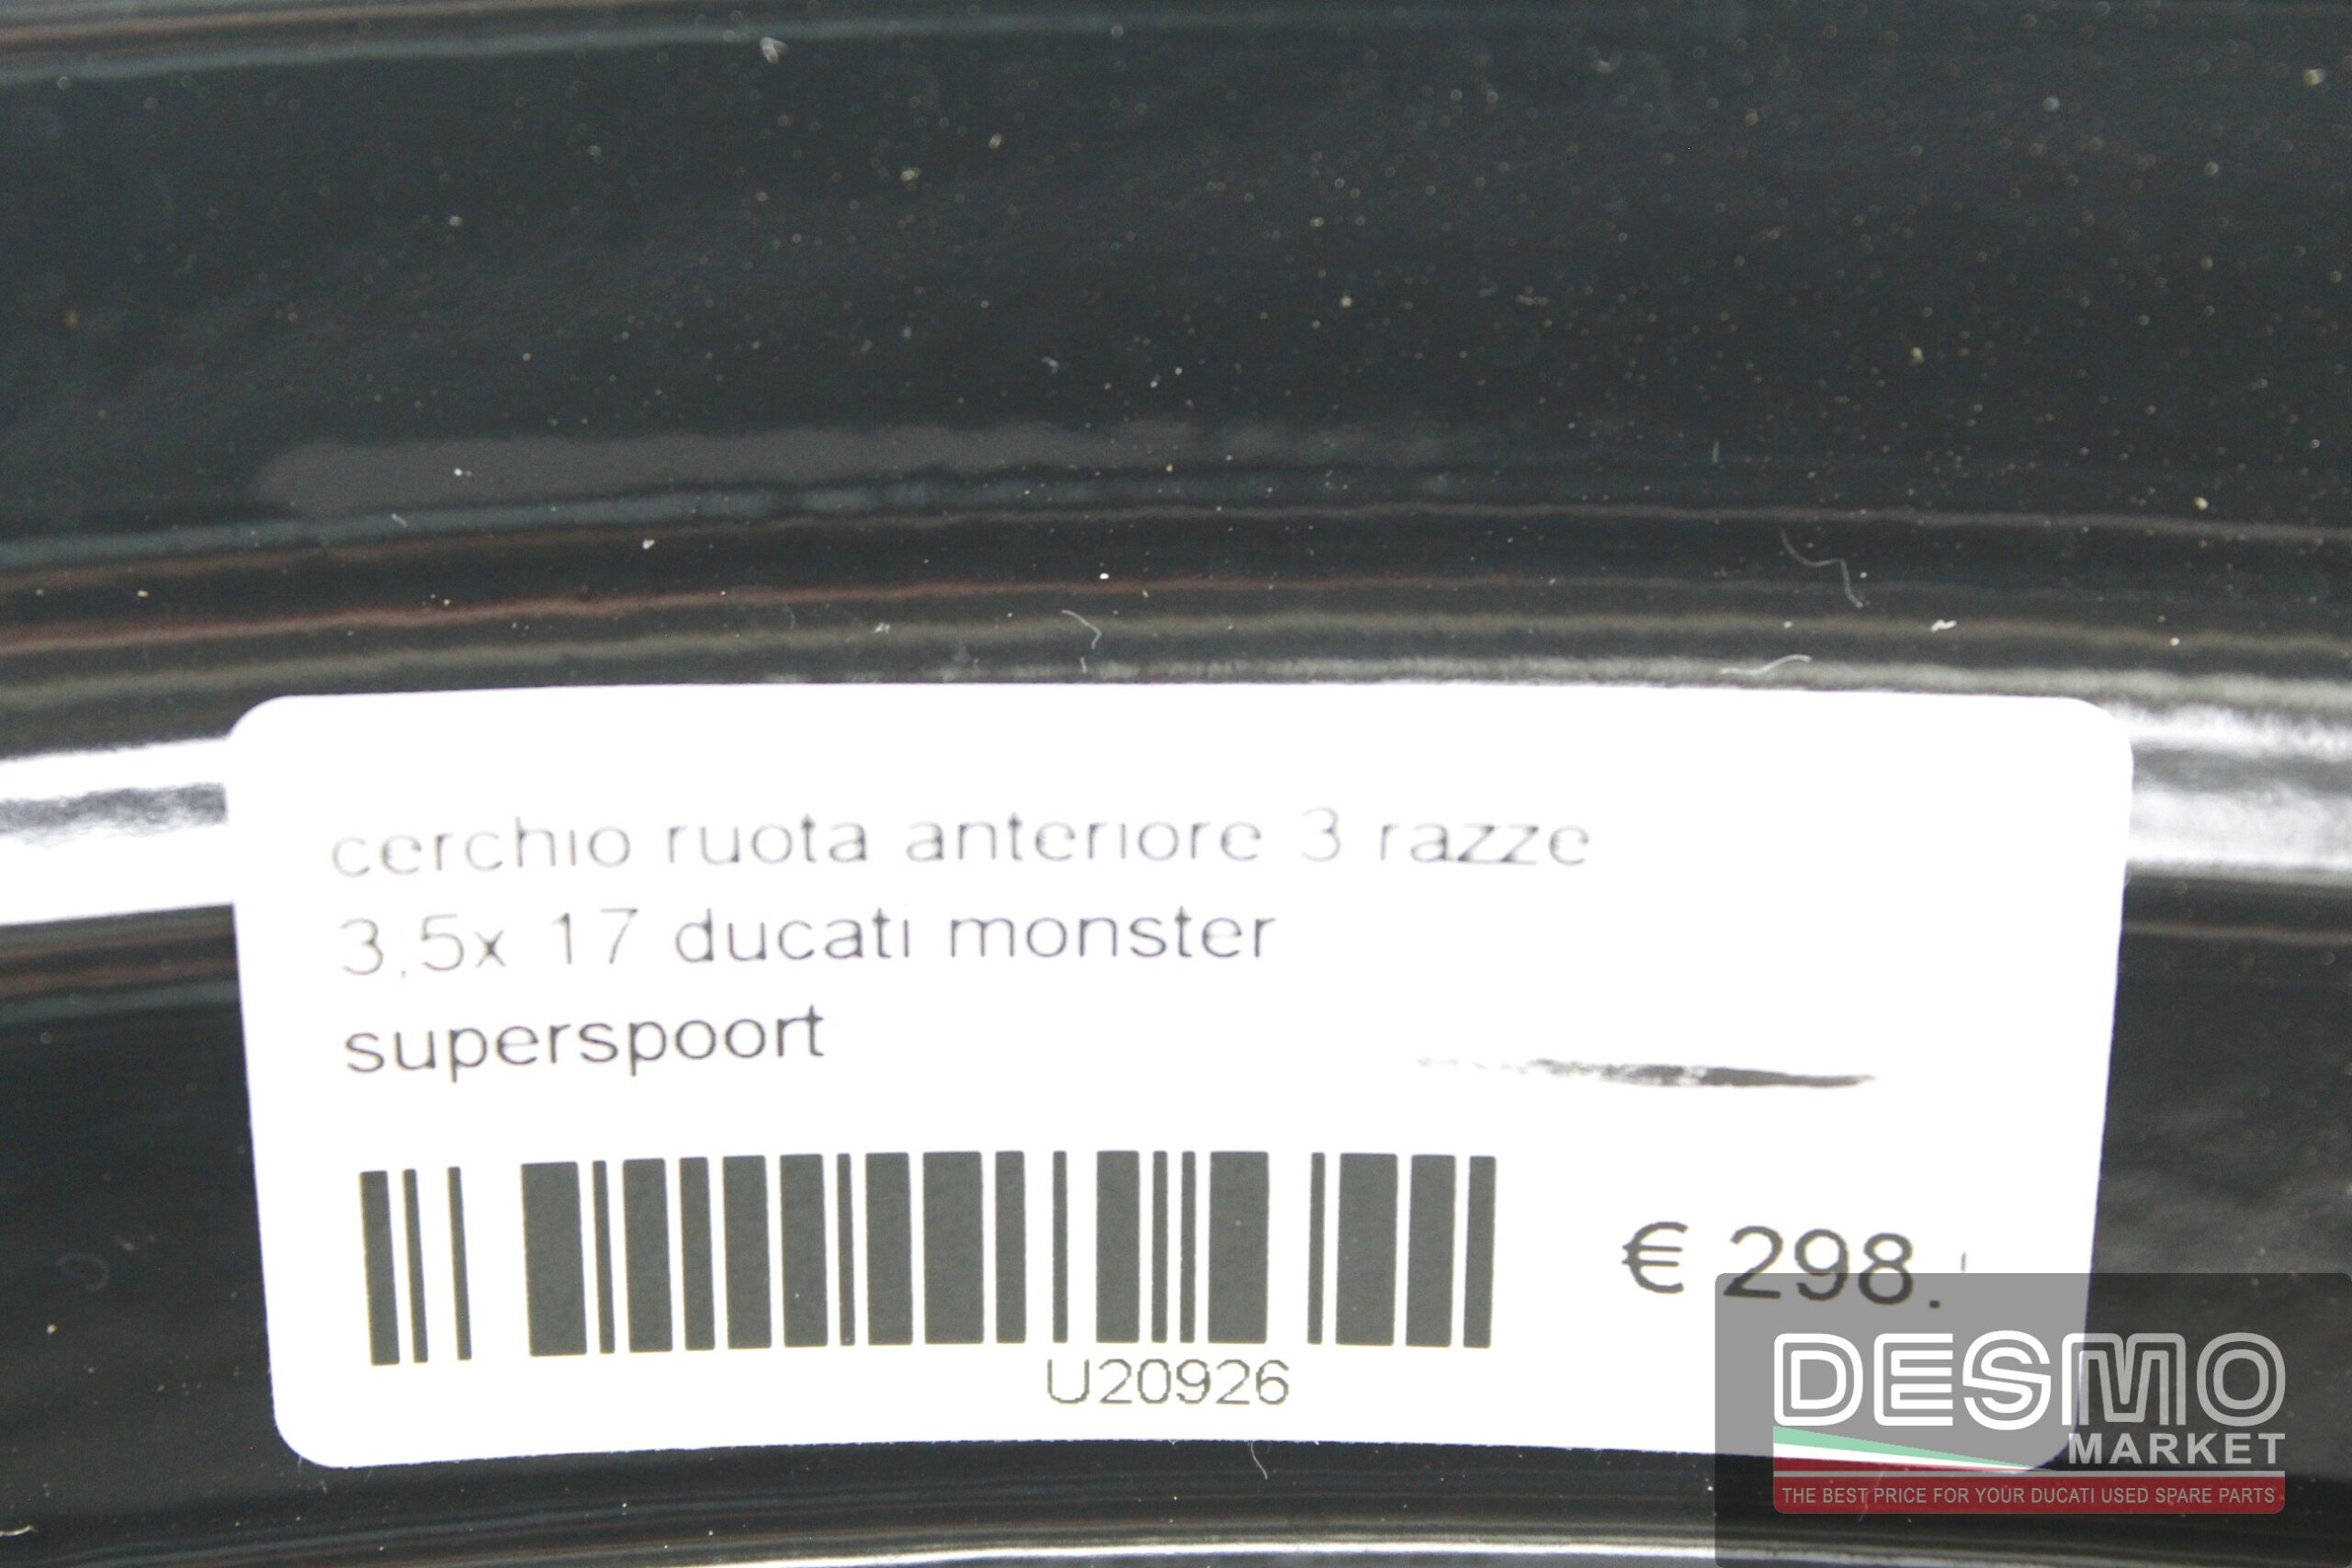 cerchio ruota anteriore 3 razze
3,5x 17 ducati monster
superspoort
€ 298.
U20926
DESMO
MARKET
THE BEST PRICE FOR YOUR DUCATI USED SPARE PARTS